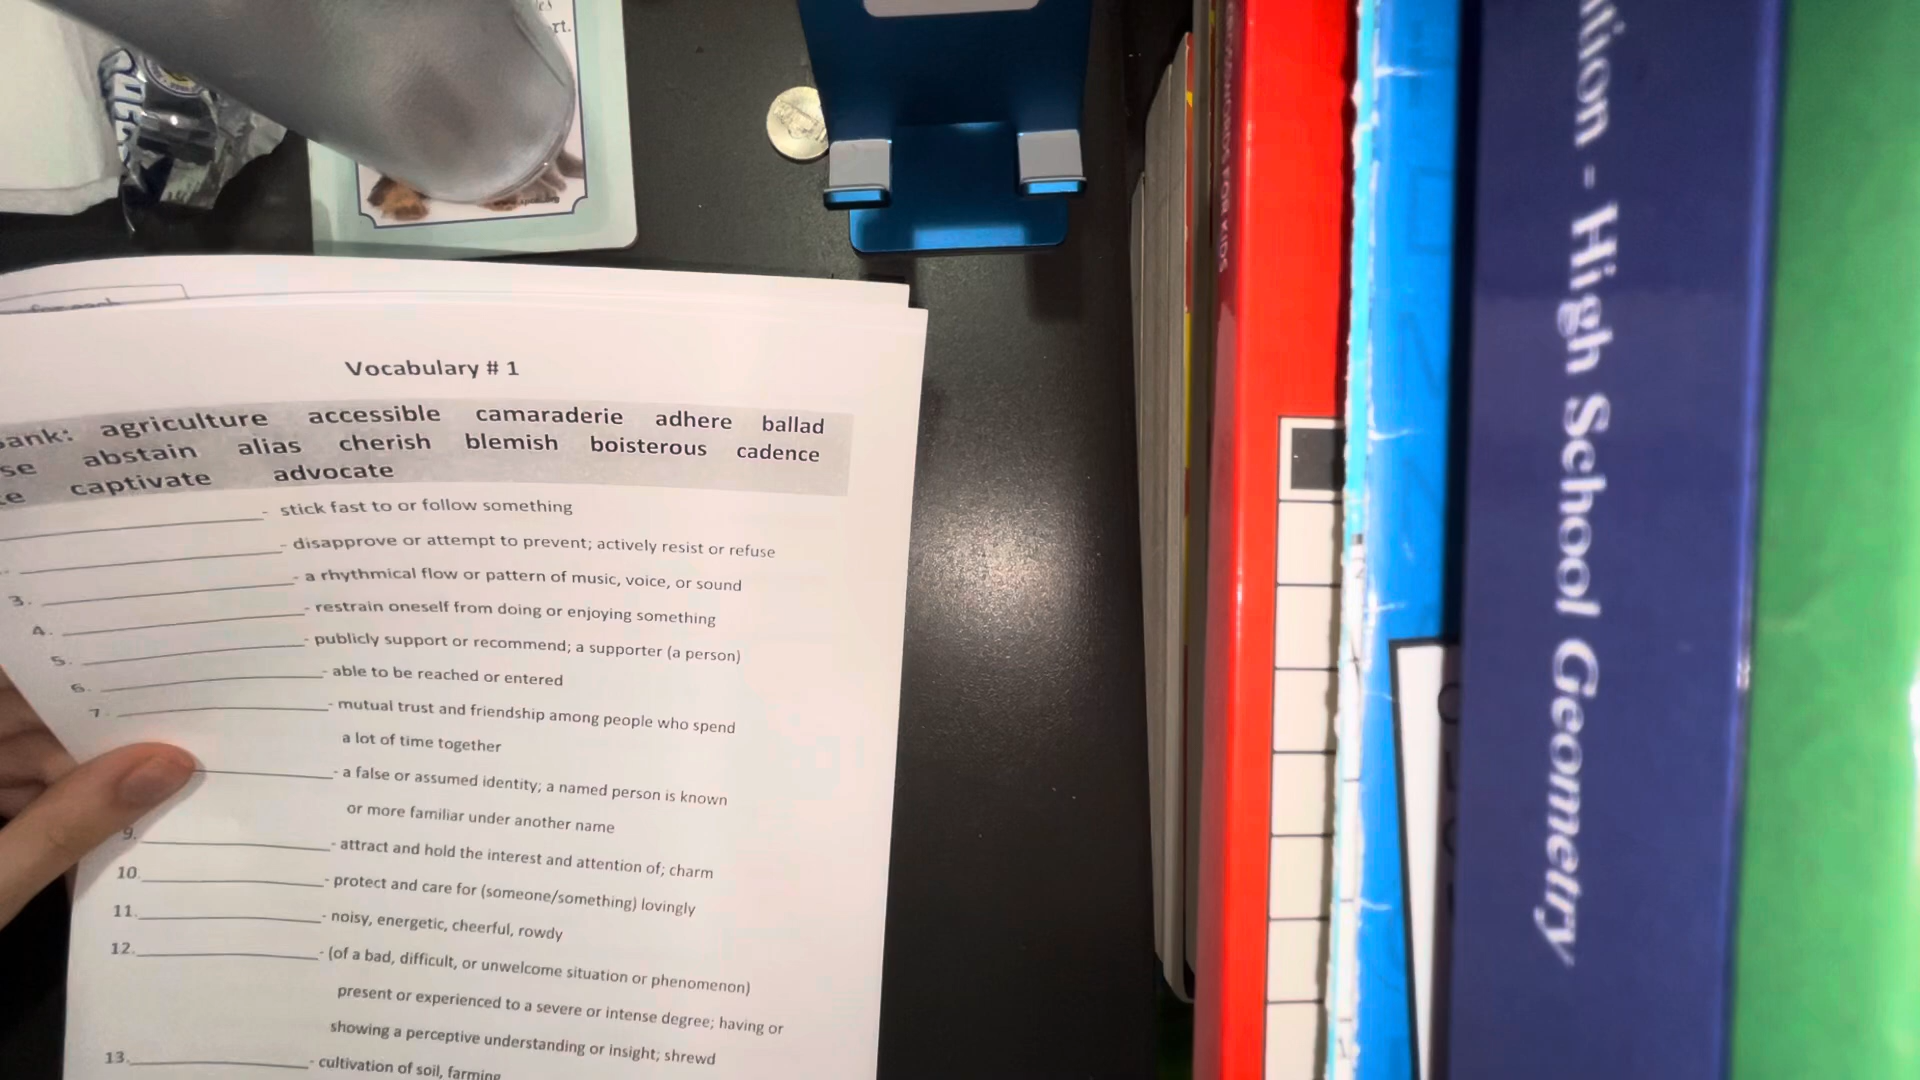 rt.
Vocabulary # 1
agriculture accessible camaraderie adhere ballad
abstain alias cherish blemish boisterous cadence
captivate advocate
- stick fast to or follow something
- disapprove or attempt to prevent; actively resist or refuse
3. - a rhythmical flow or pattern of music, voice, or sound
4. - restrain oneself from doing or enjoying something
5. - publicly support or recommend; a supporter (a person)
6. - able to be reached or entered
7. - mutual trust and friendship among people who spend
a lot of time together
- a false or assumed identity; a named person is known
or more familiar under another name
9. - attract and hold the interest and attention of; charm
10. - protect and care for (someone/something) lovingly
11. - noisy, energetic, cheerful, rowdy
12. - (of a bad, difficult, or unwelcome situation or phenomenon)
present or experienced to a severe or intense degree; having or
showing a perceptive understanding or insight; shrewd
13. - cultivation of soil, farming
FOR KIDS
tion - High School Geometry